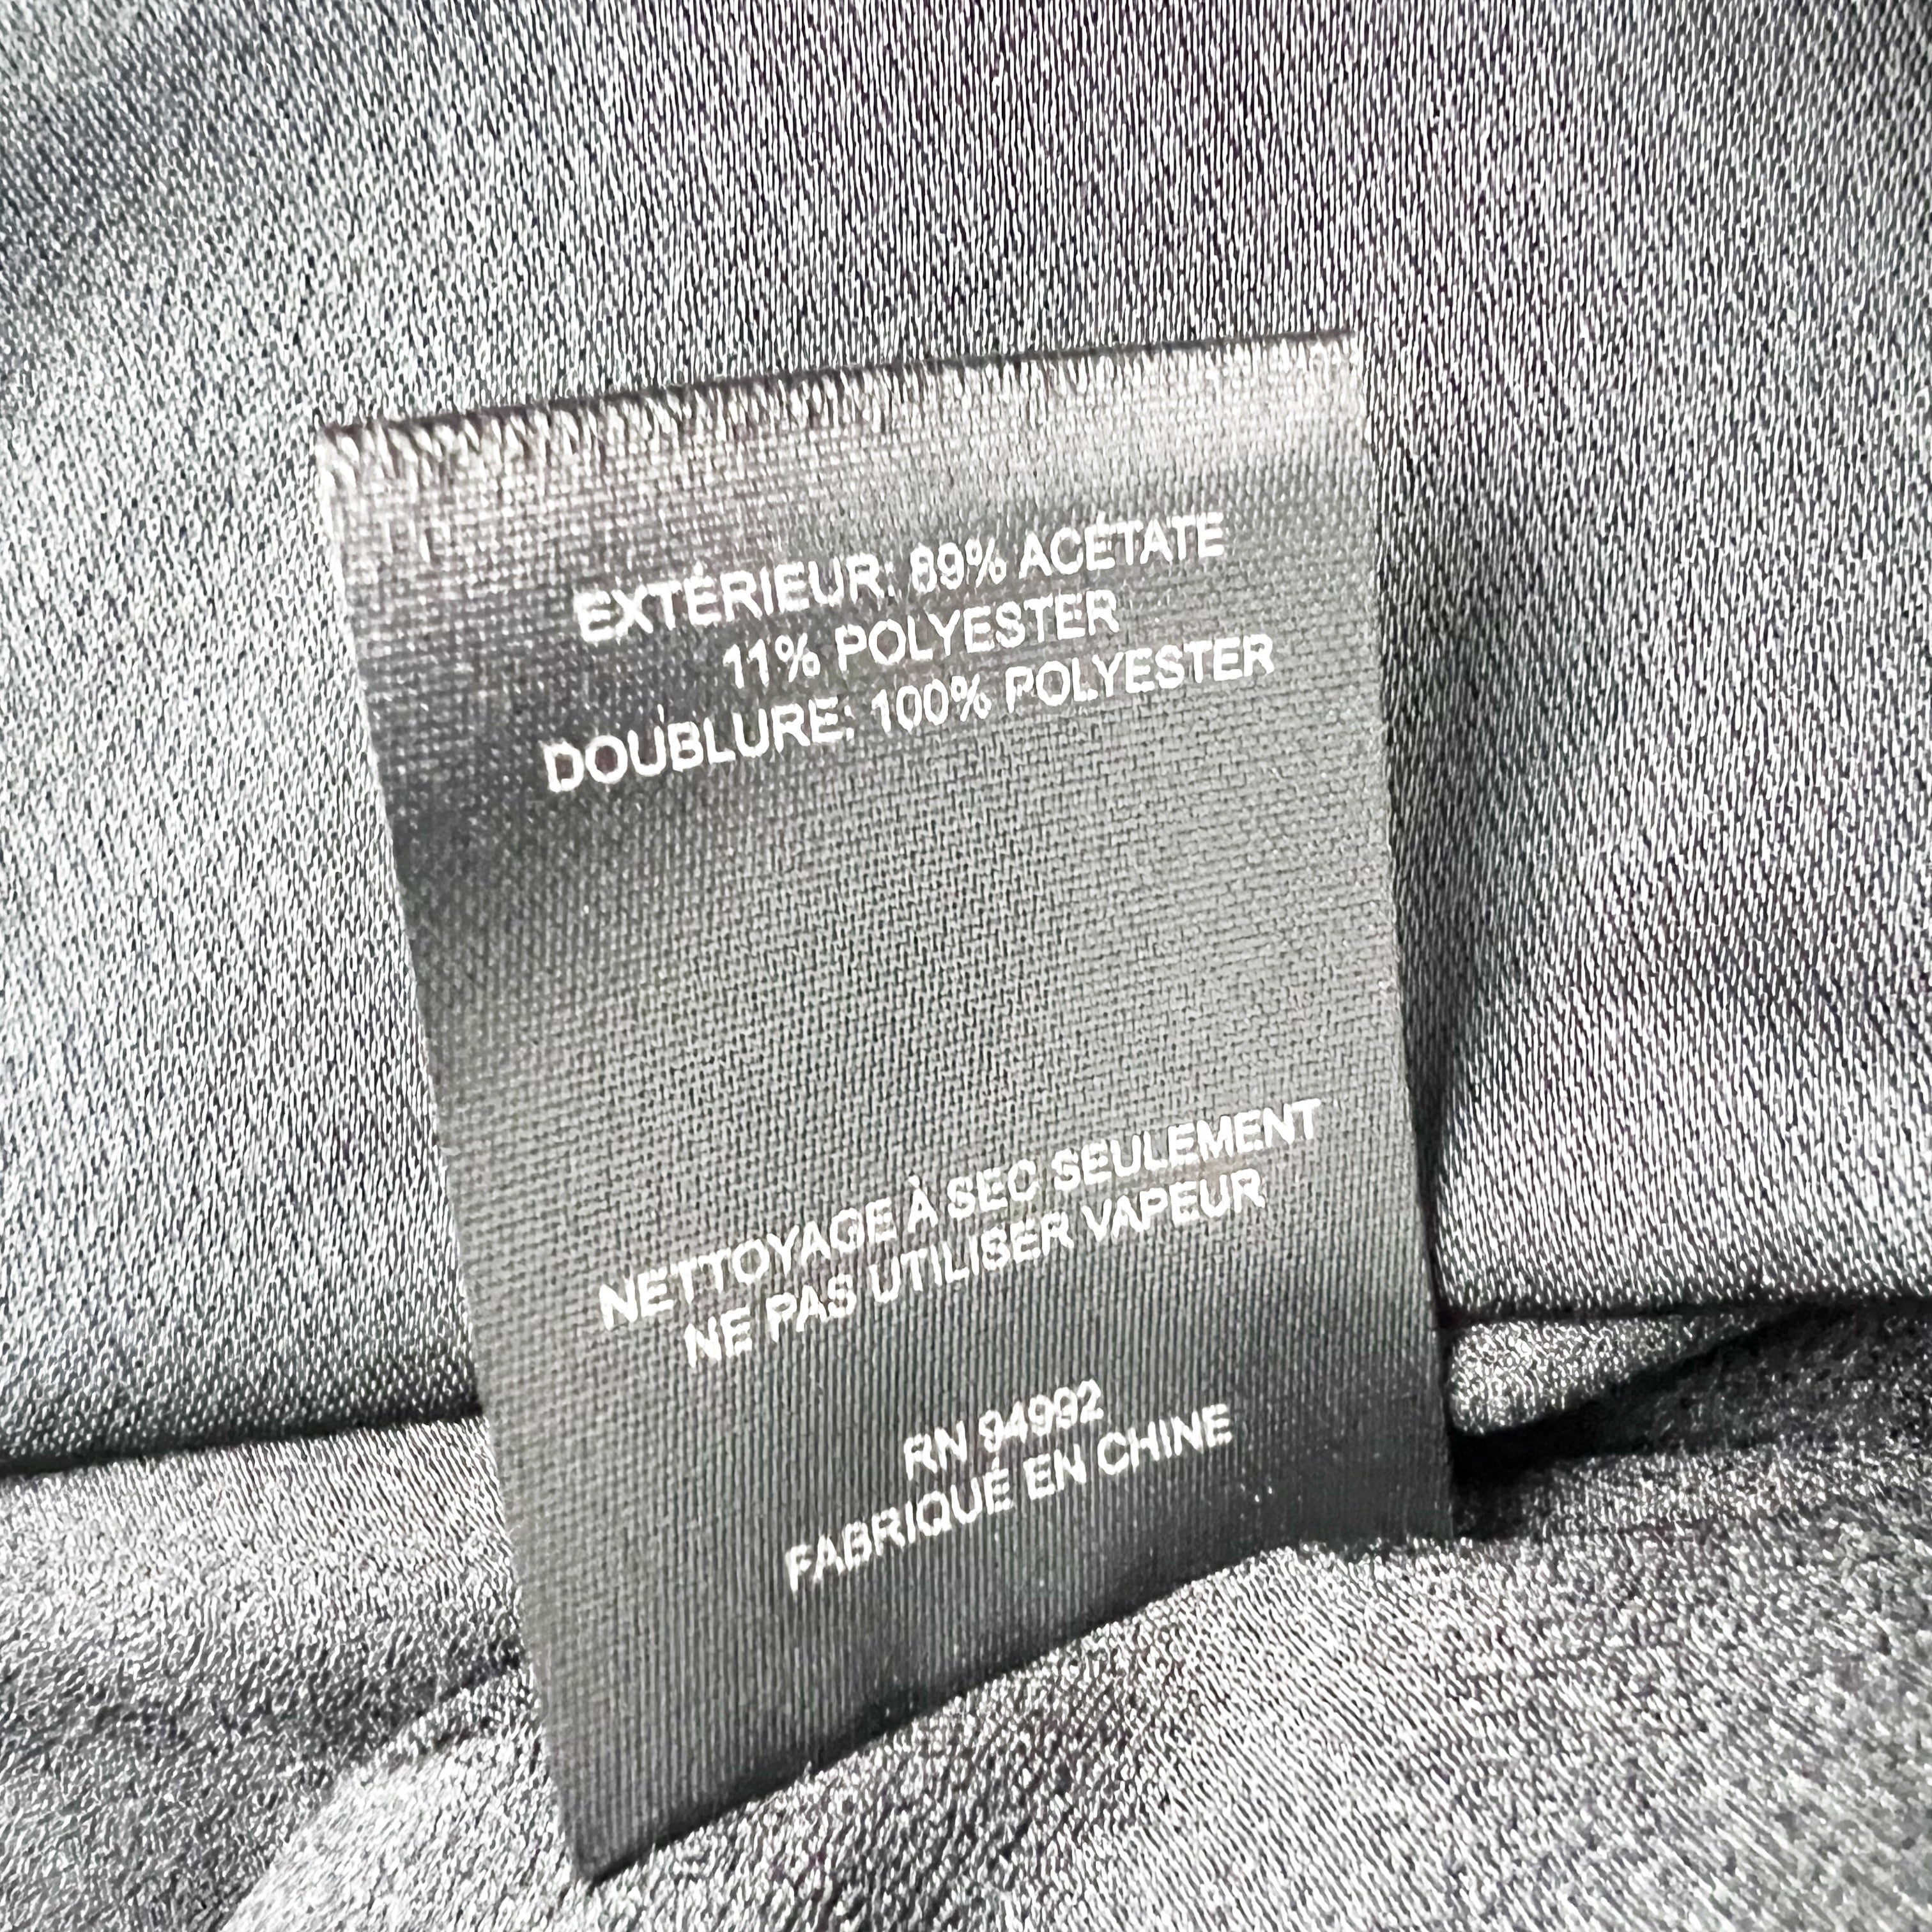 EXTÉRIEUR: 89% ACÉTATE
11% POLYESTER
DOUBLURE: 100% POLYESTER
NETTOYAGE À SEC SEULEMENT
NE PAS UTILISER VAPEUR
RN 94992
FABRIQUÉ EN CHINE